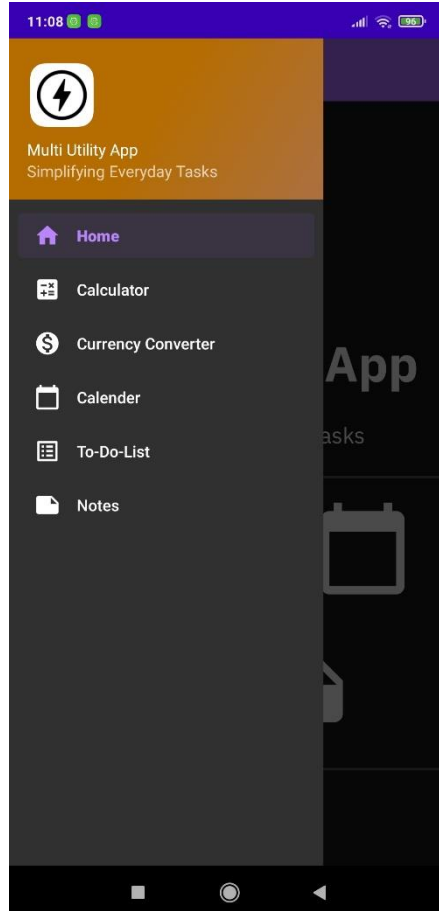 11:08
96
Multi Utility App
Simplifying Everyday Tasks
Home
Calculator
Currency Converter
App
Calender
asks
To-Do-List
Notes